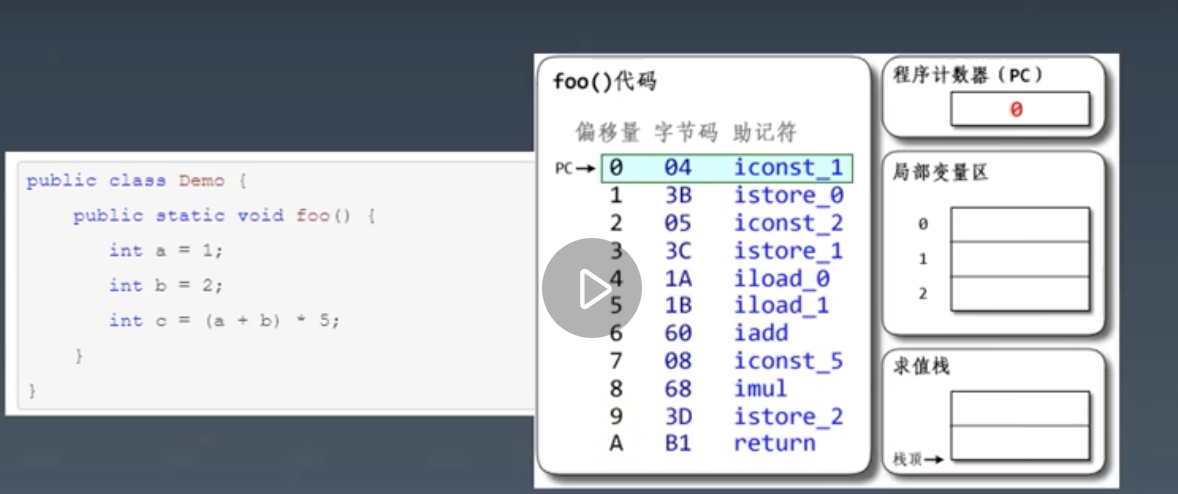 public class Demo {
public static void foo() {
int a = 1;
int b = 2;
int c = (a + b) * 5;
}
}
foo()代码
偏移量 字节码 助记符
PC→ 0 04 iconst_1
1 3B istore_0
2 05 iconst_2
3 3C istore_1
4 1A iload_0
5 1B iload_1
6 60 iadd
7 08 iconst_5
8 68 imul
9 3D istore_2
A B1 return
程序计数器(PC)
0
局部变量区
0
1
2
求值栈
栈顶→